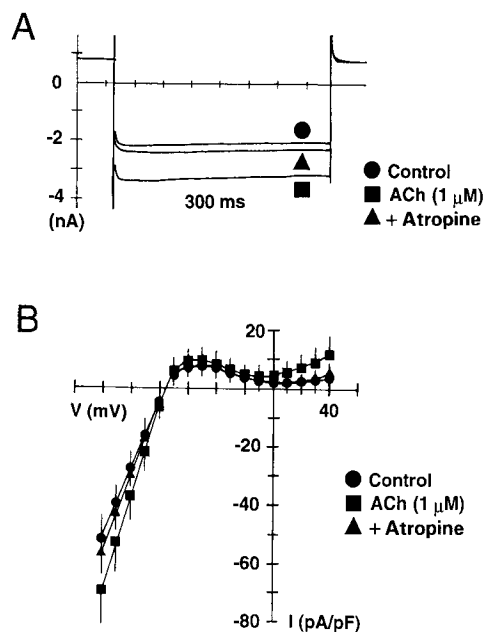 A
0
-2
-4
(nA)
300 ms
● Control
■ ACh (1 μM)
▲ + Atropine
B
20
V (mV)
40
-20
-40
-60
-80
I (pA/pF)
● Control
■ ACh (1 μM)
▲ + Atropine